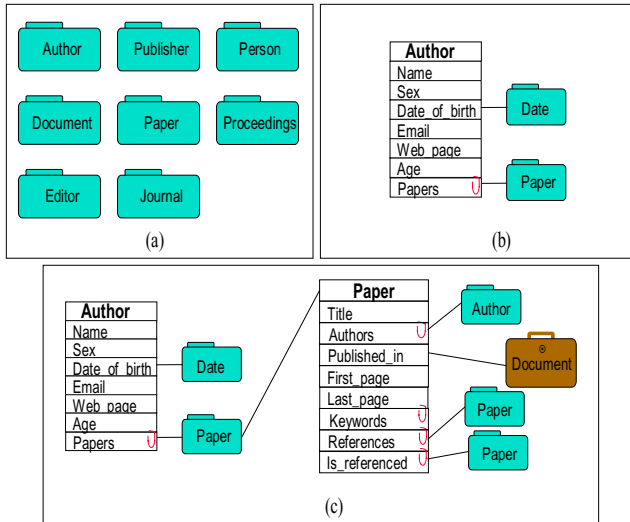 Author
Publisher
Person
Document
Paper
Proceedings
Editor
Journal
(a)
Author
Name
Sex
Date_of_birth
Email
Web_page
Age
Papers
Date
Paper
(b)
Author
Name
Sex
Date_of_birth
Email
Web_page
Age
Papers
Date
Paper
Paper
Title
Authors
Published_in
First_page
Last_page
Keywords
References
Is_referenced
Author
Document
Paper
Paper
(c)